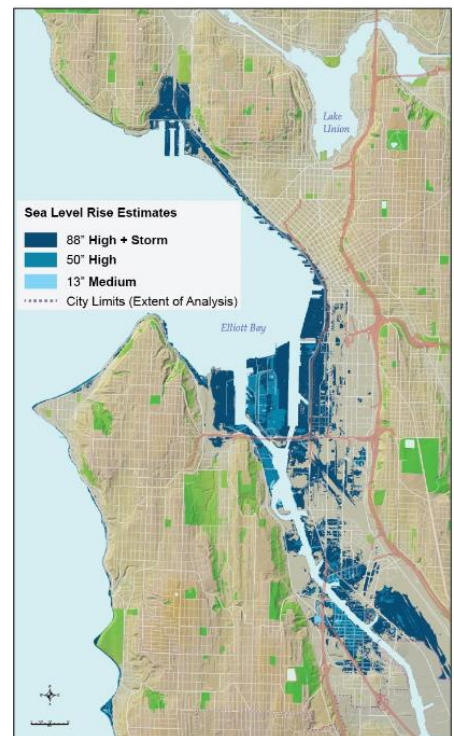 Lake
Union
Sea Level Rise Estimates
88" High + Storm
50" High
13" Medium
City Limits (Extent of Analysis)
Elliott Bay